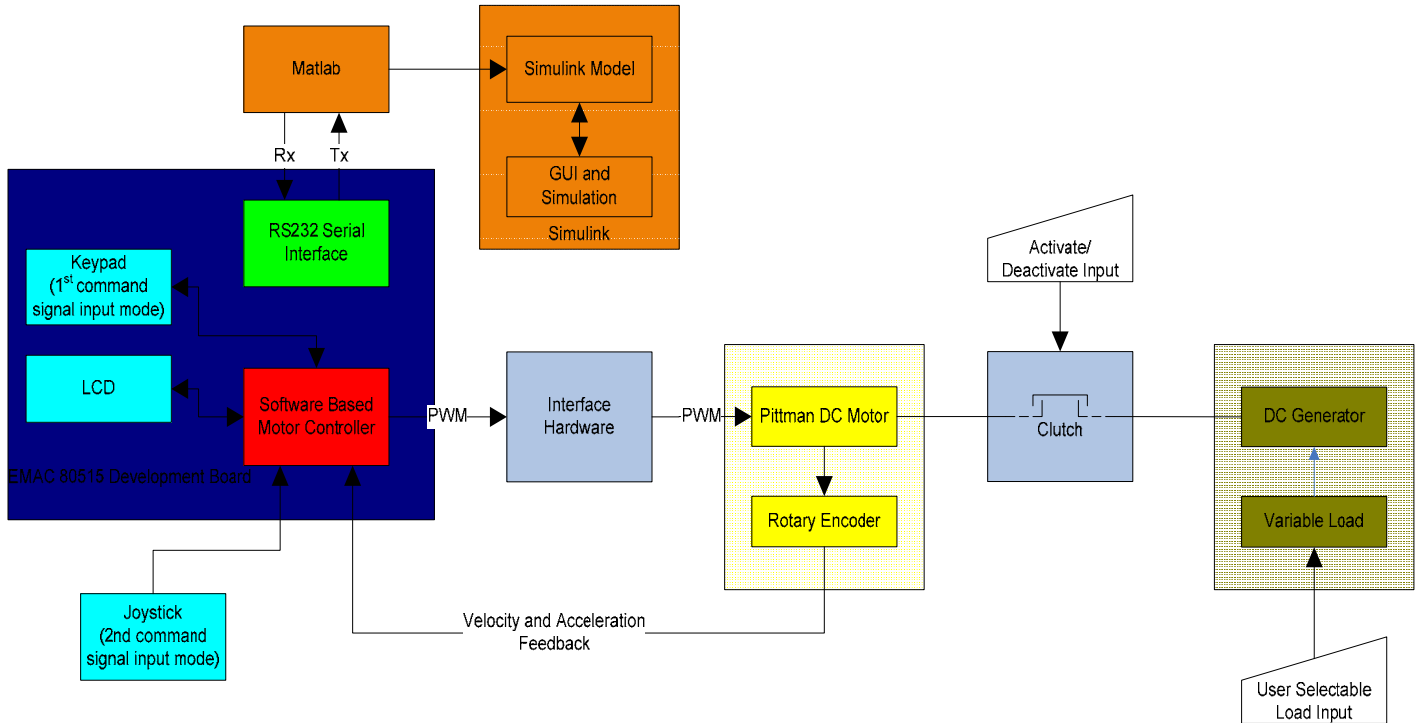 Matlab
Simulink Model
Rx
Tx
GUI and
Simulation
Simulink
RS232 Serial
Interface
Keypad
(1st command
signal input mode)
Activate/
Deactivate Input
LCD
Software Based
Motor Controller
PWM
Interface
Hardware
PWM
Pittman DC Motor
Clutch
DC Generator
EMAC 80515 Development Board
Rotary Encoder
Variable Load
Joystick
(2nd command
signal input mode)
Velocity and Acceleration
Feedback
User Selectable
Load Input